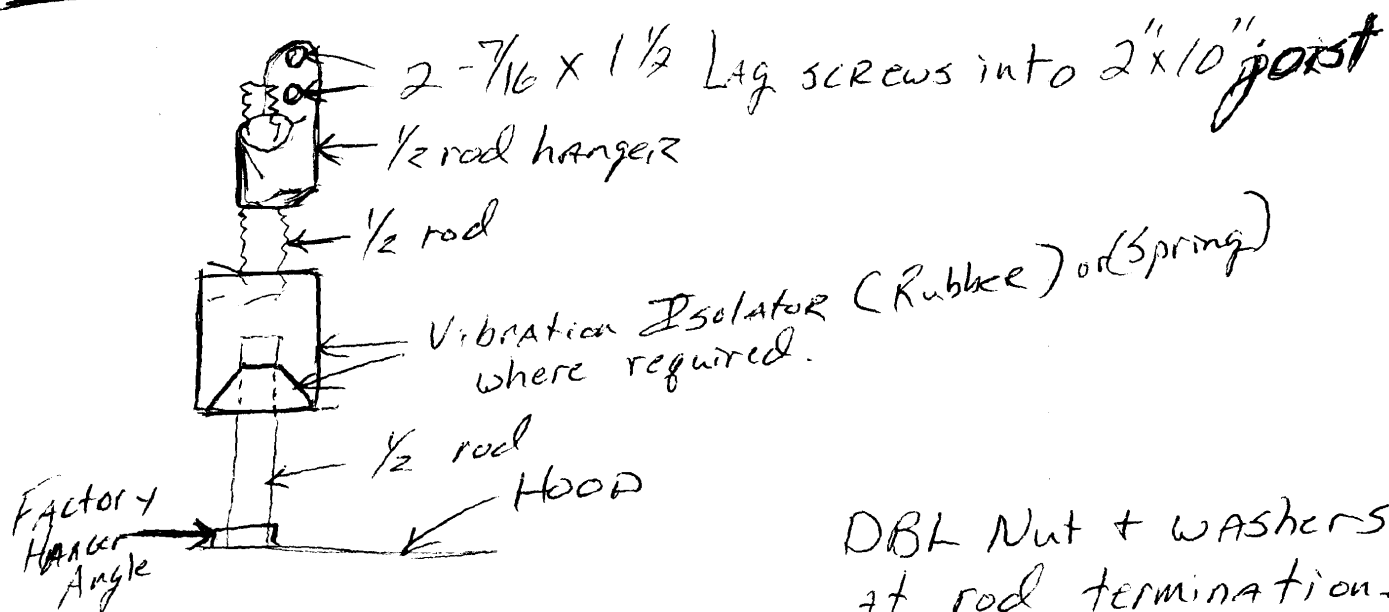 2 - 7/16 x 1 1/2 Lag screws into 2"x10" joist
1/2 rod hanger
1/2 rod
Vibration Isolator (Rubber) or (Spring)
where required.
1/2 rod
HOOD
Factory
Hanger
Angle
DBL Nut + washers
at rod termination.